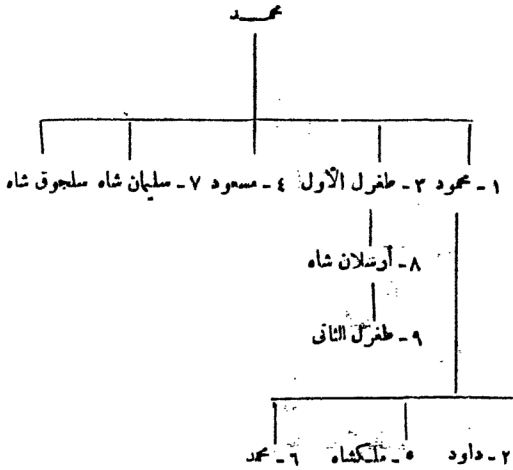 محمد
١ - محمود ٣ - طغرل الأول ٤ - مسعود ٧ - سليمان شاه سلجوق شاه
٨ - أرسلان شاه
٩ - طغرل الثانى
٢ - داود ٥ - ملكشاه ٦ - محمد